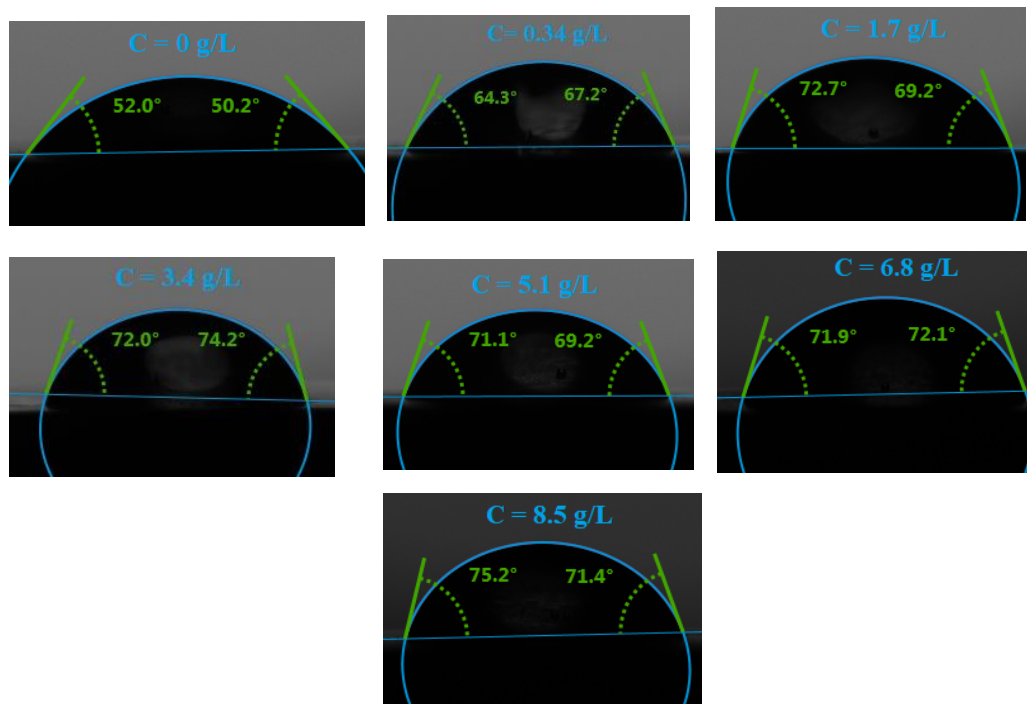 C = 0 g/L
52.0° 50.2°
C= 0.34 g/L
64.3° 67.2°
C = 1.7 g/L
72.7° 69.2°
C = 3.4 g/L
72.0° 74.2°
C = 5.1 g/L
71.1° 69.2°
C = 6.8 g/L
71.9° 72.1°
C = 8.5 g/L
75.2° 71.4°